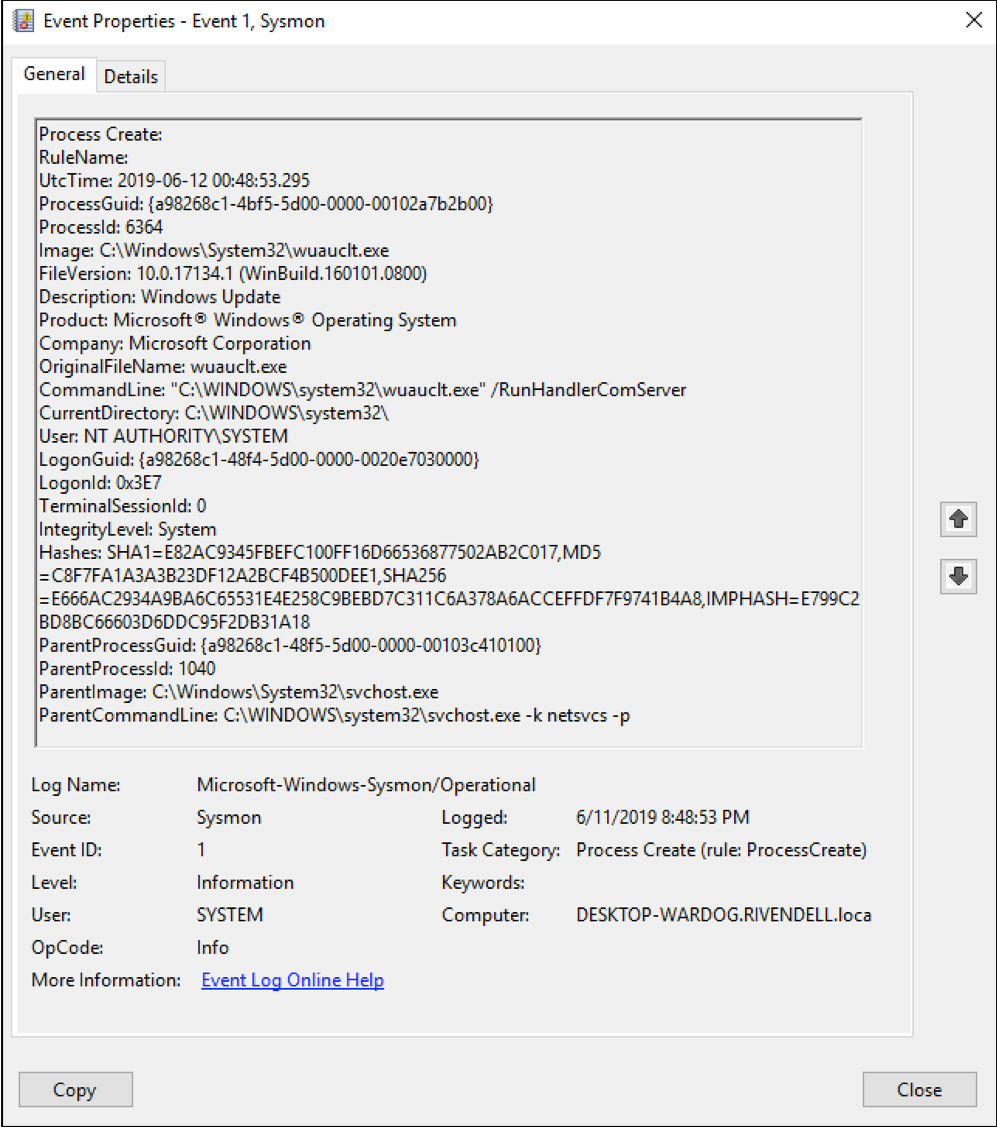 Event Properties - Event 1, Sysmon
General
Details
Process Create:
RuleName:
UtcTime: 2019-06-12 00:48:53.295
ProcessGuid: {a98268c1-4bf5-5d00-0000-00102a7b2b00}
ProcessId: 6364
Image: C:\Windows\System32\wuauclt.exe
FileVersion: 10.0.17134.1 (WinBuild.160101.0800)
Description: Windows Update
Product: Microsoft® Windows® Operating System
Company: Microsoft Corporation
OriginalFileName: wuauclt.exe
CommandLine: "C:\WINDOWS\system32\wuauclt.exe" /RunHandlerComServer
CurrentDirectory: C:\WINDOWS\system32\
User: NT AUTHORITY\SYSTEM
LogonGuid: {a98268c1-48f4-5d00-0000-0020e7030000}
LogonId: 0x3E7
TerminalSessionId: 0
IntegrityLevel: System
Hashes: SHA1=E82AC9345FBEFC100FF16D66536877502AB2C017,MD5
=C8F7FA1A3A3B23DF12A2BCF4B500DEE1,SHA256
=E666AC2934A9BA6C65531E4E258C9BEBD7C311C6A378A6ACCEFFDF7F9741B4A8,IMPHASH=E799C2
BD8BC66603D6DDC95F2DB31A18
ParentProcessGuid: {a98268c1-48f5-5d00-0000-00103c410100}
ParentProcessId: 1040
ParentImage: C:\Windows\System32\svchost.exe
ParentCommandLine: C:\WINDOWS\system32\svchost.exe -k netsvcs -p
Log Name: Microsoft-Windows-Sysmon/Operational
Source: Sysmon Logged: 6/11/2019 8:48:53 PM
Event ID: 1 Task Category: Process Create (rule: ProcessCreate)
Level: Information Keywords:
User: SYSTEM Computer: DESKTOP-WARDOG.RIVENDELL.loca
OpCode: Info
More Information: Event Log Online Help
Copy
Close